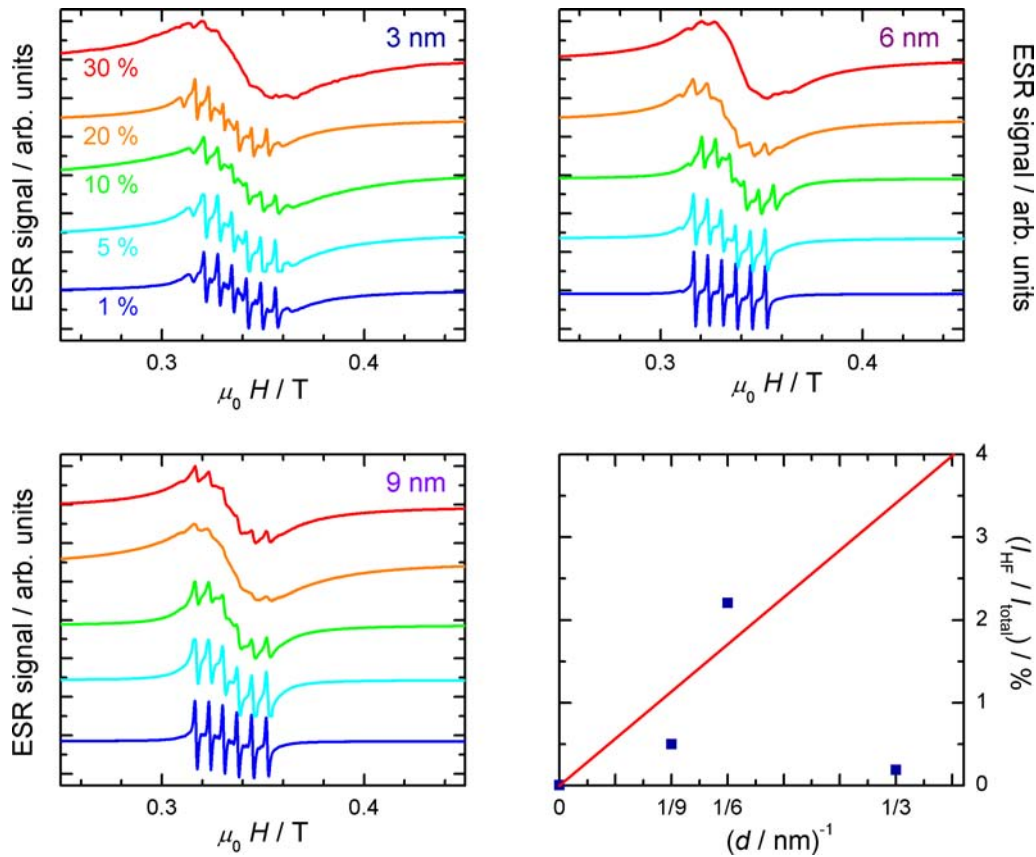 ESR signal / arb. units
3 nm
30 %
20 %
10 %
5 %
1 %
0.3
0.4
μ₀ H / T
6 nm
ESR signal / arb. units
0.3
0.4
μ₀ H / T
ESR signal / arb. units
9 nm
0.3
0.4
μ₀ H / T
4
3
2
1
0
(I_HF / I_total) / %
0
1/9
1/6
1/3
(d / nm)⁻¹